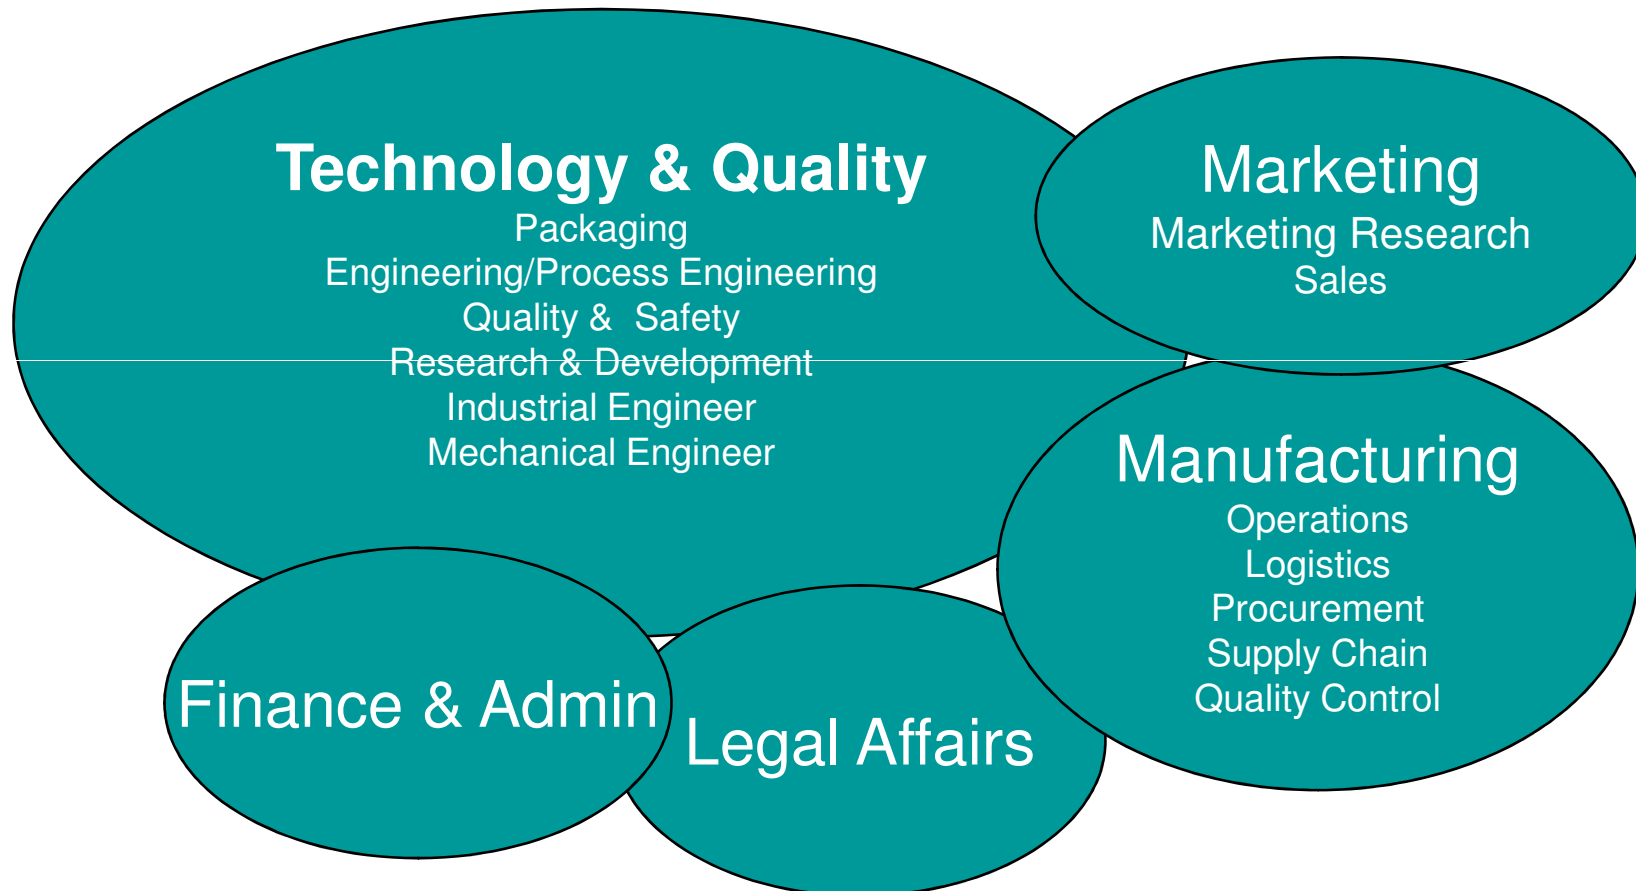 Technology & Quality
Packaging
Engineering/Process Engineering
Quality &  Safety
Research & Development
Industrial Engineer
Mechanical Engineer
Marketing
Marketing Research
Sales
Manufacturing
Operations
Logistics
Procurement
Supply Chain
Quality Control
Finance & Admin
Legal Affairs